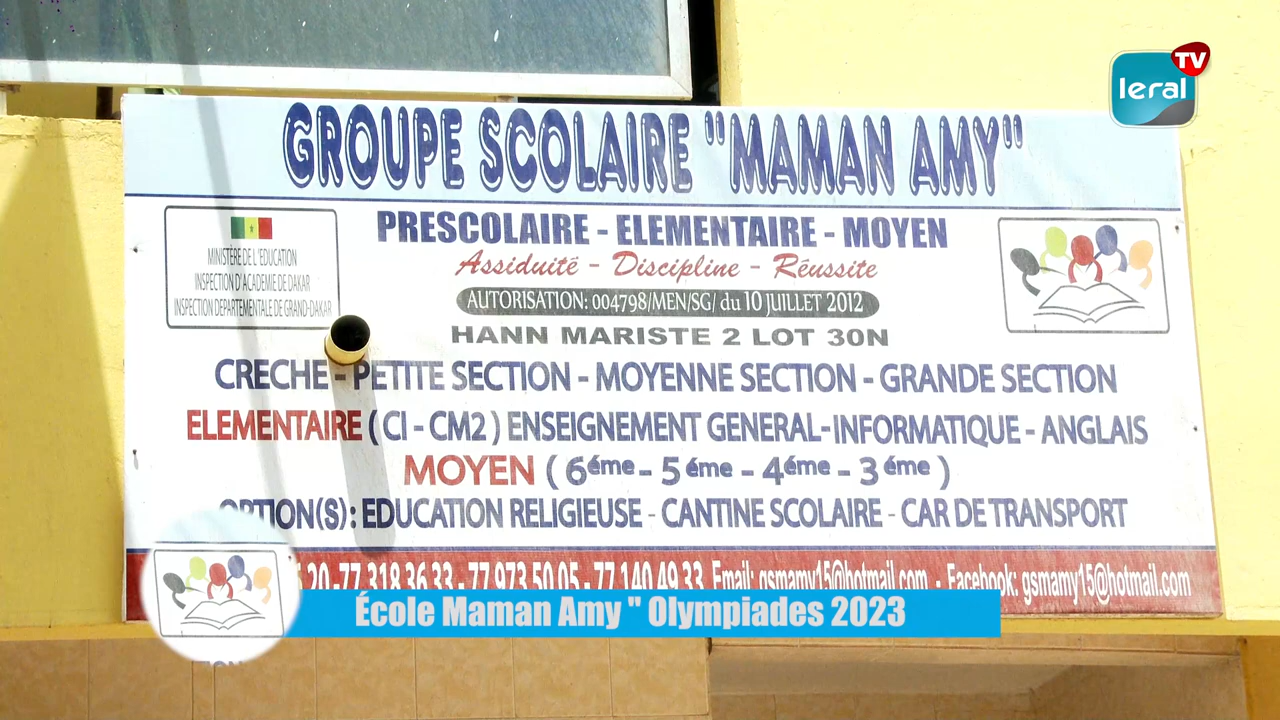 leral TV
GROUPE SCOLAIRE "MAMAN AMY"
PRESCOLAIRE - ELEMENTAIRE - MOYEN
Assiduité - Discipline - Réussite
AUTORISATION: 004798/MEN/SG/ du 10 JUILLET 2012
HANN MARISTE 2 LOT 30N
MINISTÉRE DE L'EDUCATION
INSPECTION D'ACADEMIE DE DAKAR
INSPECTION DEPARTEMENTALE DE GRAND-DAKAR
CRECHE - PETITE SECTION - MOYENNE SECTION - GRANDE SECTION
ELEMENTAIRE ( CI - CM2 ) ENSEIGNEMENT GENERAL-INFORMATIQUE - ANGLAIS
MOYEN ( 6éme - 5éme - 4éme - 3éme )
OPTION(S): EDUCATION RELIGIEUSE - CANTINE SCOLAIRE - CAR DE TRANSPORT
20 -77 318 36 33 - 77 973 50 05 - 77 140 49 33 Email: gsmamy15@hotmail.com - Facebook: gsmamy15@hotmail.com
École Maman Amy " Olympiades 2023